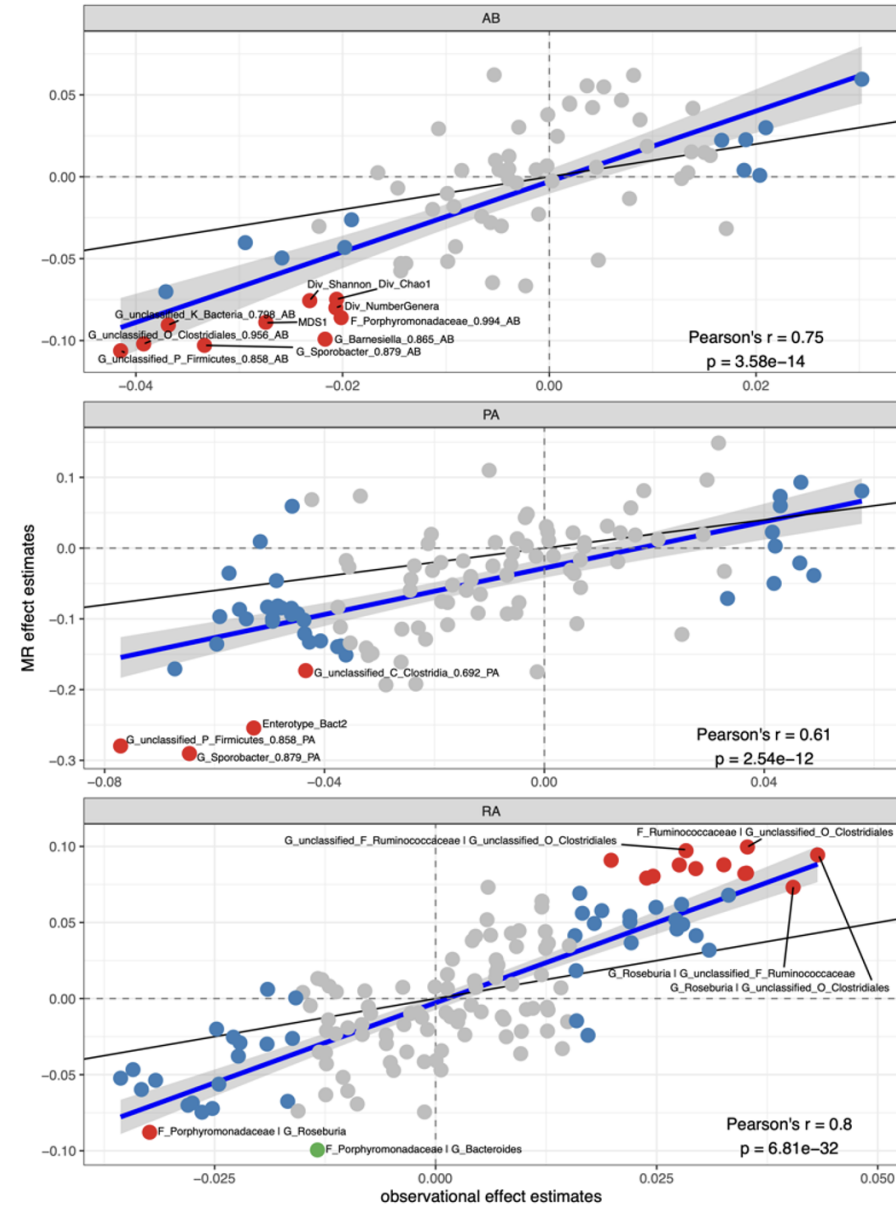 AB
0.05
0.00
−0.05
−0.10
Div_Shannon
Div_Chao1
Div_NumberGenera
G_unclassified_K_Bacteria_0.798_AB
MDS1
F_Porphyromonadaceae_0.994_AB
G_unclassified_O_Clostridiales_0.956_AB
G_Barnesiella_0.865_AB
G_Sporobacter_0.879_AB
G_unclassified_P_Firmicutes_0.858_AB
Pearson's r = 0.75
p = 3.58e−14
−0.04
−0.02
0.00
0.02
PA
0.1
0.0
−0.1
−0.2
−0.3
MR effect estimates
G_unclassified_C_Clostridia_0.692_PA
Enterotype_Bact2
G_unclassified_P_Firmicutes_0.858_PA
G_Sporobacter_0.879_PA
Pearson's r = 0.61
p = 2.54e−12
−0.08
−0.04
0.00
0.04
RA
0.10
0.05
0.00
−0.05
−0.10
F_Ruminococcaceae | G_unclassified_O_Clostridiales
G_unclassified_F_Ruminococcaceae | G_unclassified_O_Clostridiales
G_Roseburia | G_unclassified_F_Ruminococcaceae
G_Roseburia | G_unclassified_O_Clostridiales
F_Porphyromonadaceae | G_Roseburia
F_Porphyromonadaceae | G_Bacteroides
Pearson's r = 0.8
p = 6.81e−32
−0.025
0.000
0.025
0.050
observational effect estimates